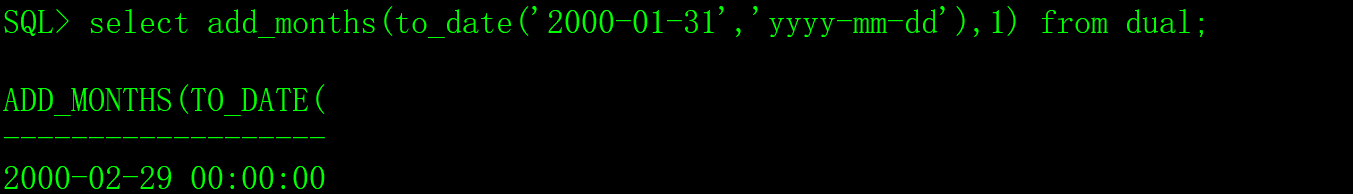 SQL> select add_months(to_date('2000-01-31','yyyy-mm-dd'),1) from dual;
ADD_MONTHS(TO_DATE(
-------------------
2000-02-29 00:00:00